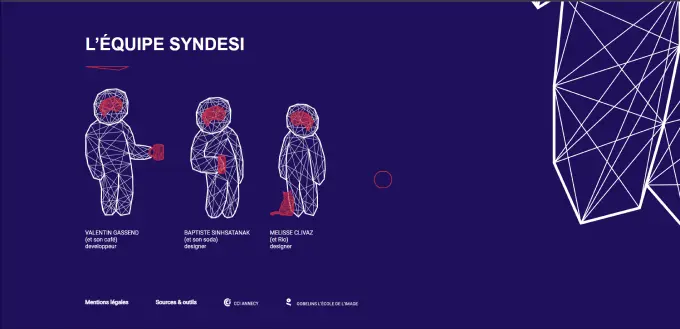 L'ÉQUIPE SYNDESI
VALENTIN GASSEND
(et son café)
developpeur
BAPTISTE SINHSATANAK
(et son soda)
designer
MELISSE CLIVAZ
(et Rio)
designer
Mentions légales
Sources & outils
CCI ANNECY
GOBELINS L'ÉCOLE DE L'IMAGE